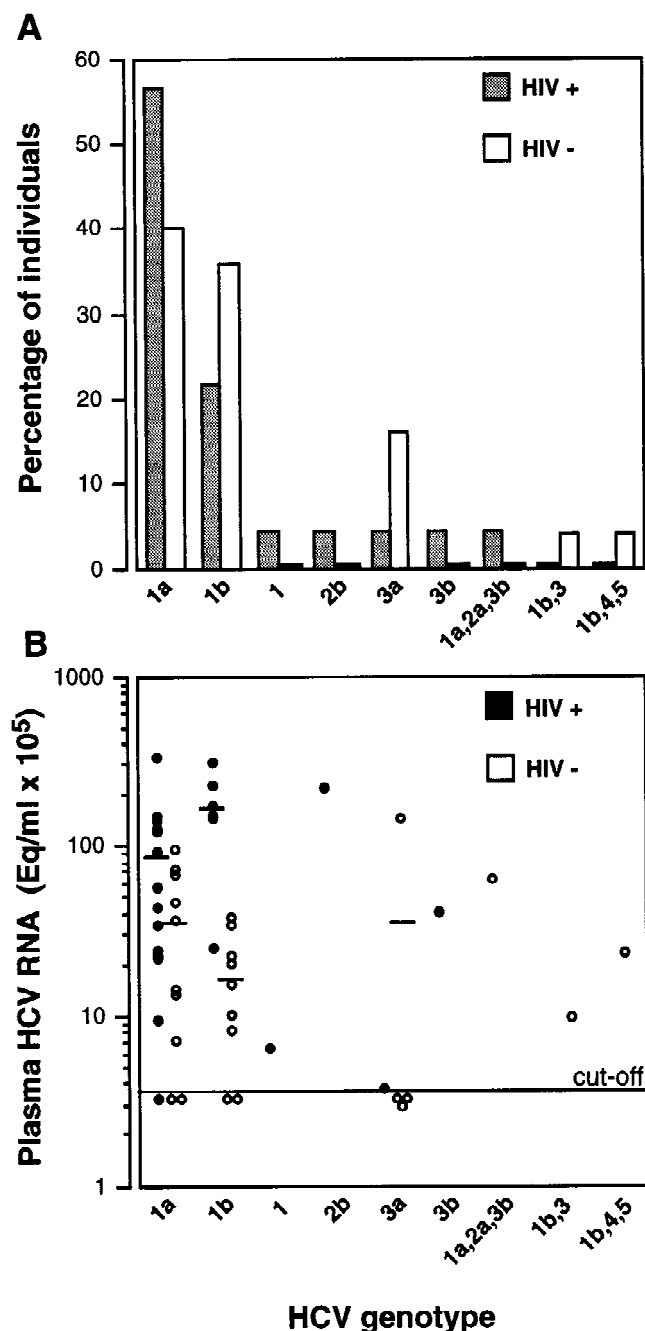 A
Percentage of individuals
60
50
40
30
20
10
0
HIV +
HIV -
1a
1b
1
2b
3a
3b
1a,2a,3b
1b,3
1b,4,5
B
Plasma HCV RNA (Eq/ml x 10⁵)
1000
100
10
1
HIV +
HIV -
cut-off
1a
1b
1
2b
3a
3b
1a,2a,3b
1b,3
1b,4,5
HCV genotype